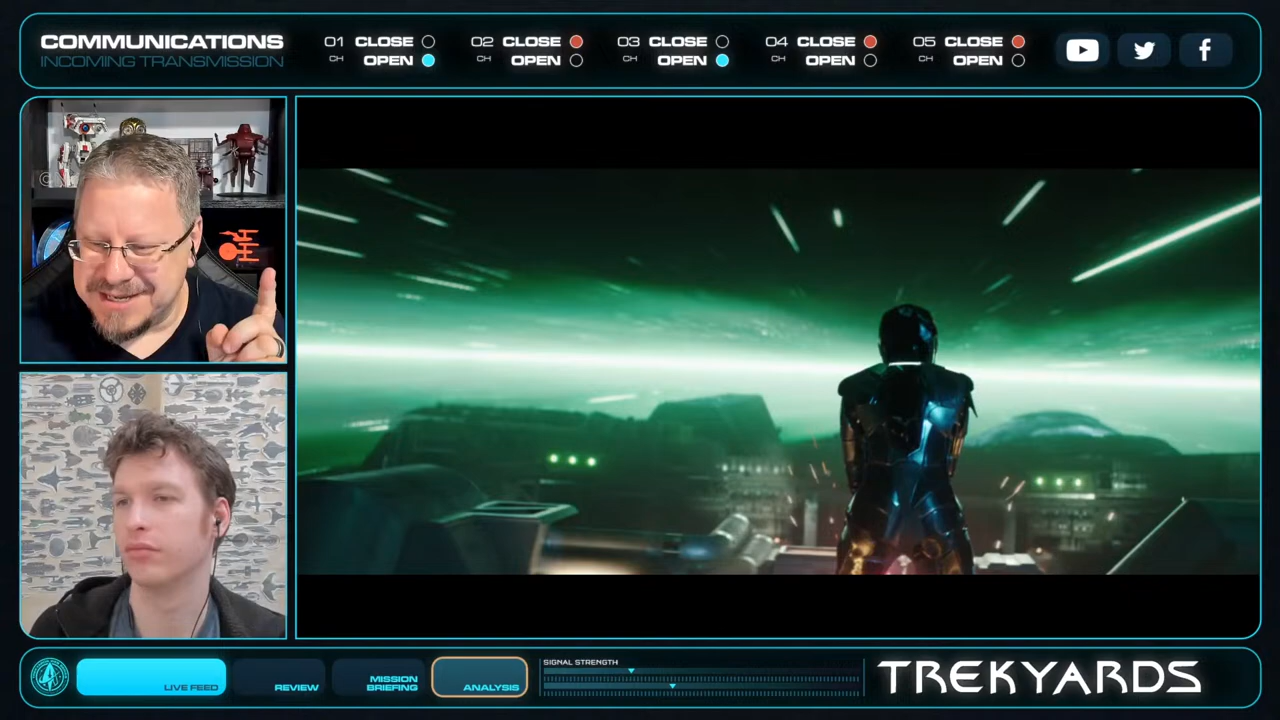 COMMUNICATIONS
INCOMING TRANSMISSION
01 CH CLOSE OPEN
02 CH CLOSE OPEN
03 CH CLOSE OPEN
04 CH CLOSE OPEN
05 CH CLOSE OPEN
LIVE FEED
REVIEW
MISSION
BRIEFING
ANALYSIS
SIGNAL STRENGTH
TREKYARDS